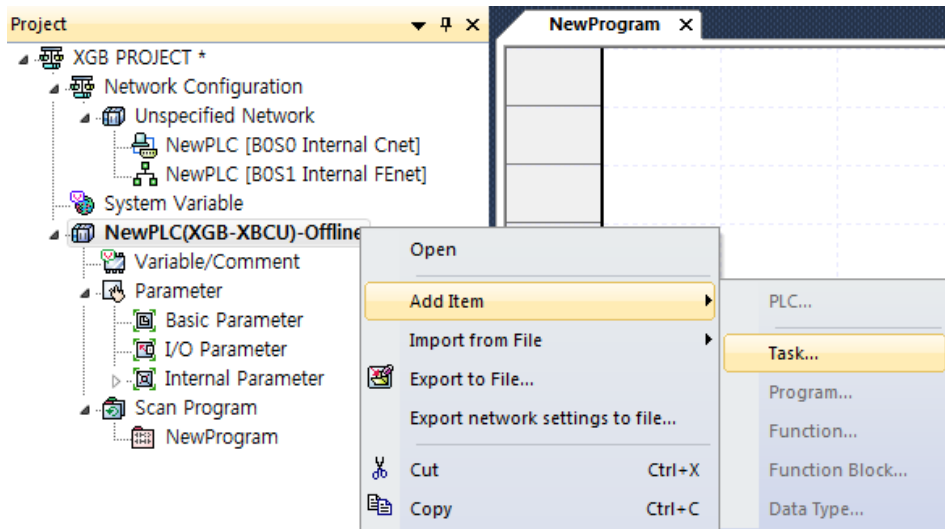 Project
NewProgram
XGB PROJECT *
Network Configuration
Unspecified Network
NewPLC [B0S0 Internal Cnet]
NewPLC [B0S1 Internal FEnet]
System Variable
NewPLC(XGB-XBCU)-Offline
Variable/Comment
Parameter
Basic Parameter
I/O Parameter
Internal Parameter
Scan Program
NewProgram
Open
Add Item
Import from File
Export to File...
Export network settings to file...
Cut Ctrl+X
Copy Ctrl+C
PLC...
Task...
Program...
Function...
Function Block...
Data Type...